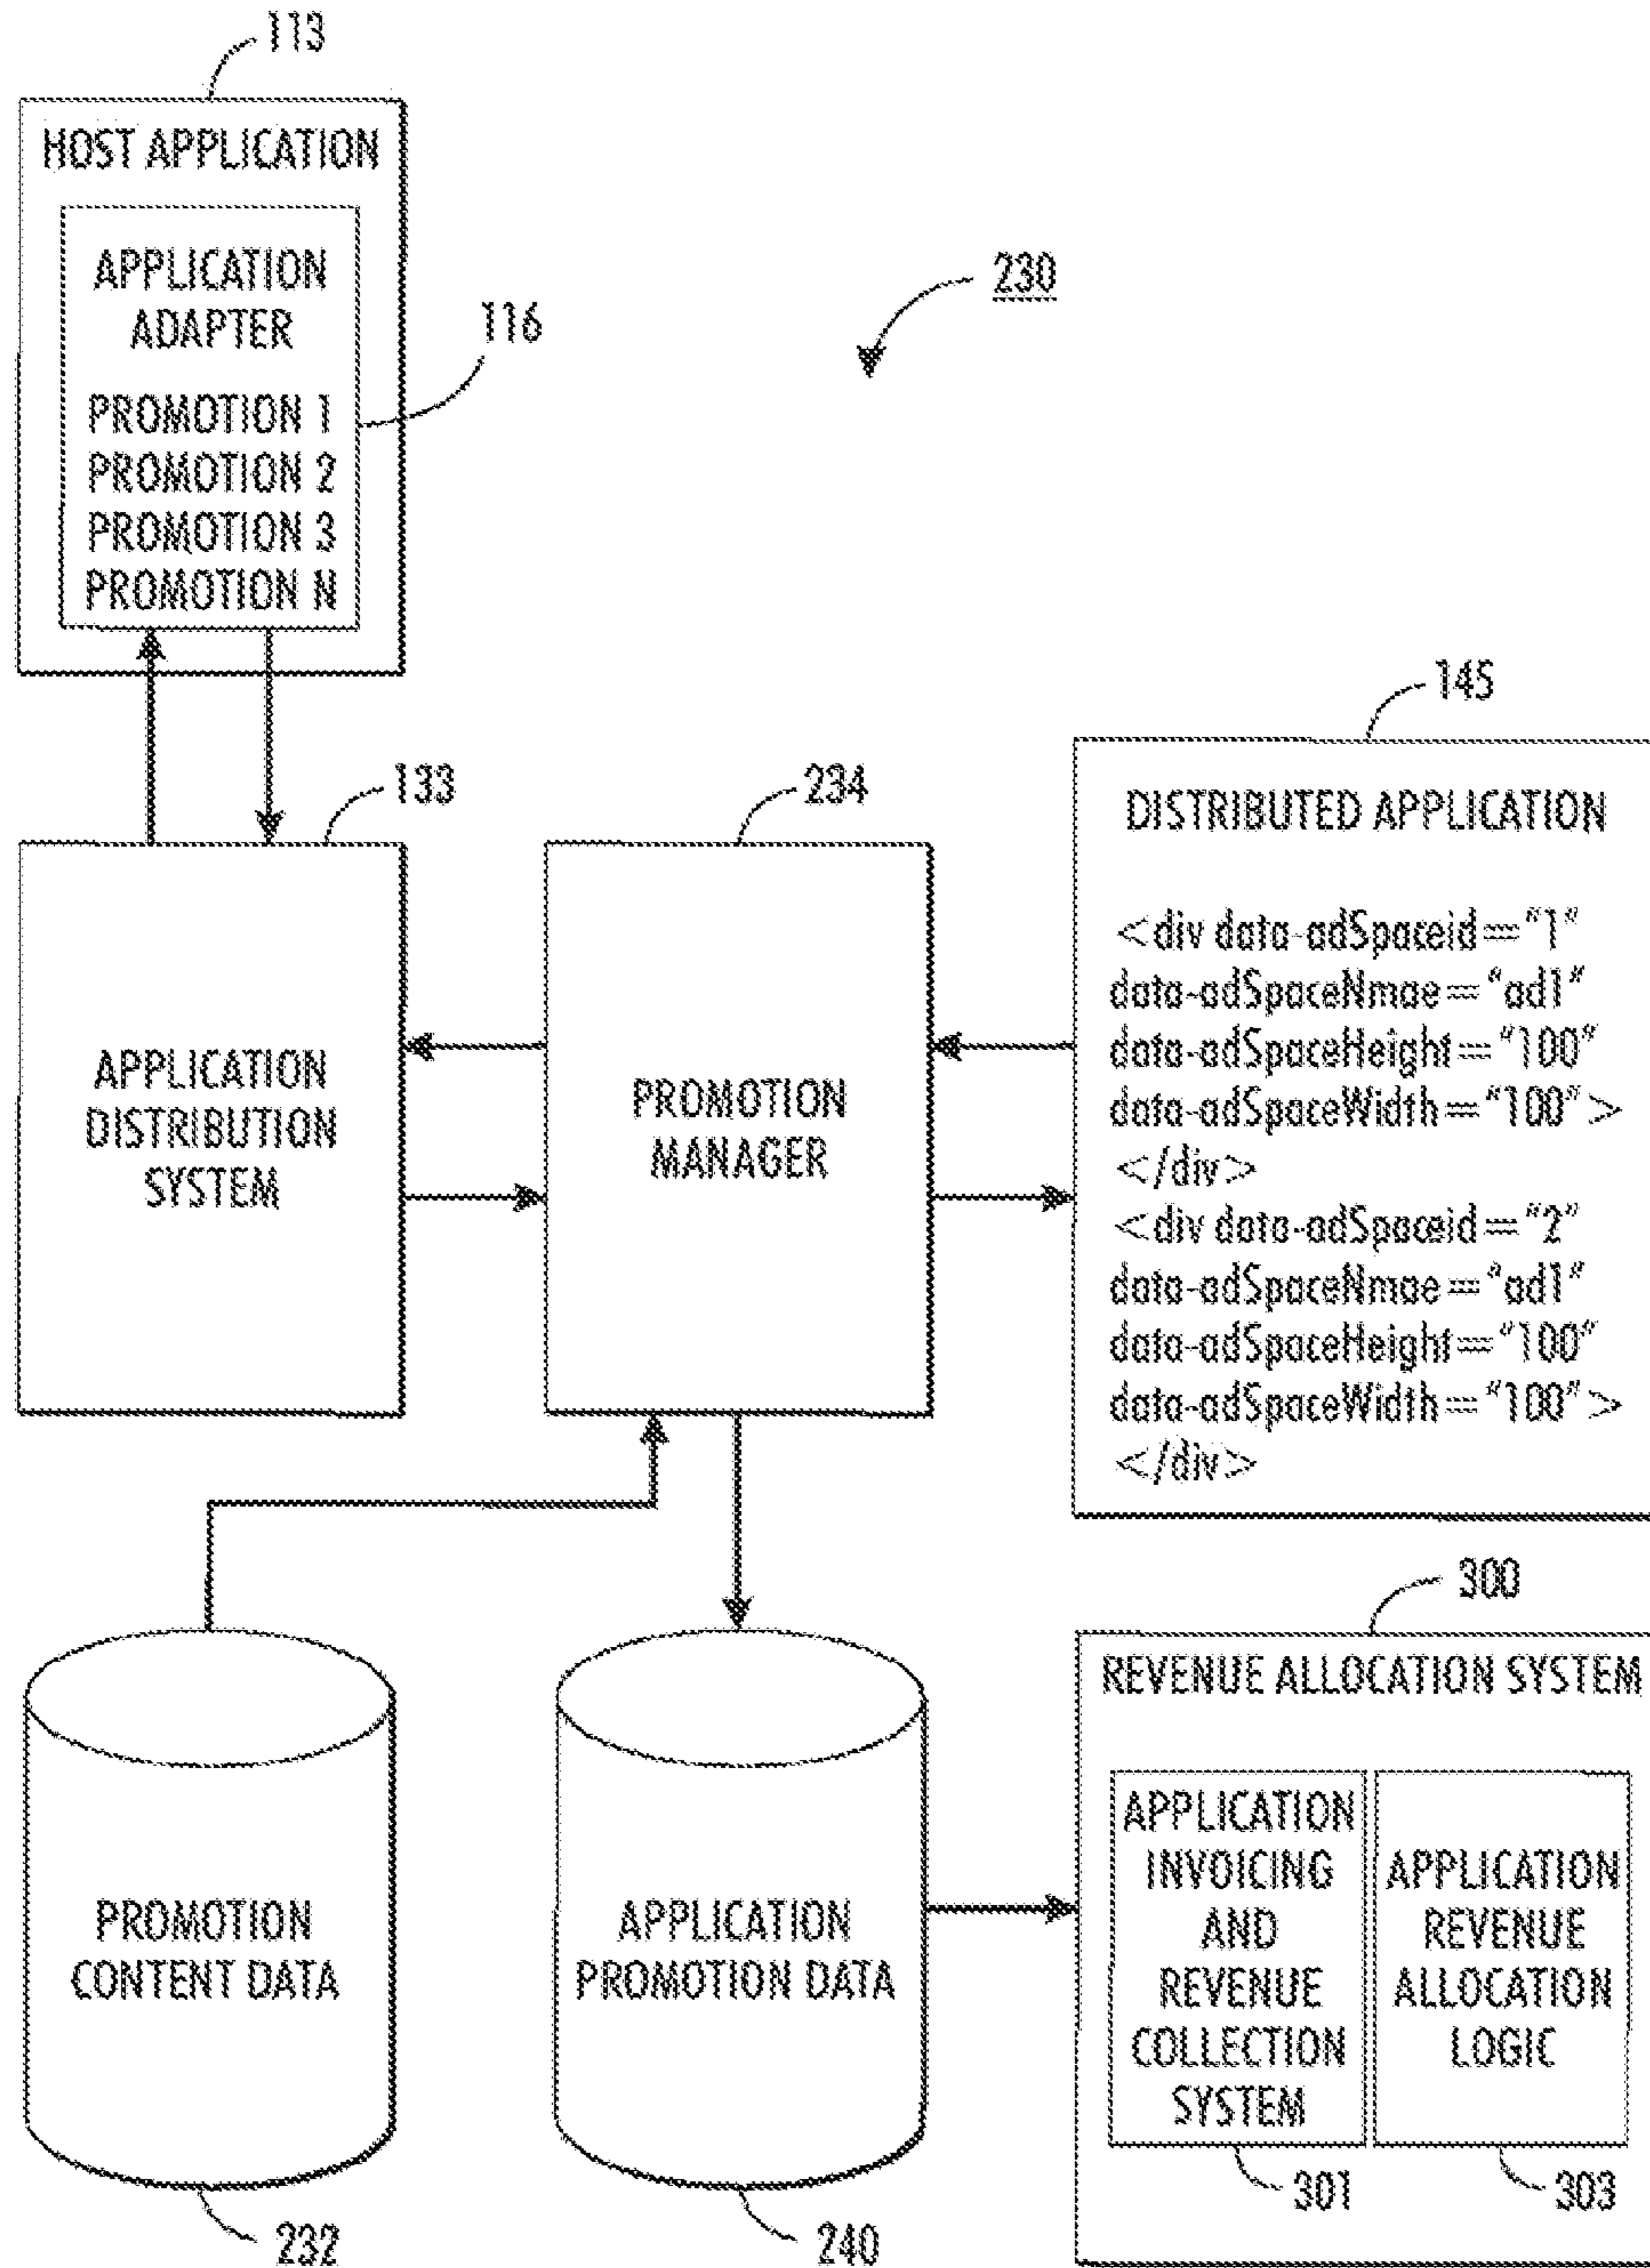 113
HOST APPLICATION
APPLICATION
ADAPTER
PROMOTION 1
PROMOTION 2
PROMOTION 3
PROMOTION N
116
230
145
133
234
DISTRIBUTED APPLICATION
<div data-adSpaceid="1"
data-adSpaceNmae="ad1"
data-adSpaceHeight="100"
data-adSpaceWidth="100">
</div>
<div data-adSpaceid="2"
data-adSpaceNmae="ad1"
data-adSpaceHeight="100"
data-adSpaceWidth="100">
</div>
APPLICATION
DISTRIBUTION
SYSTEM
PROMOTION
MANAGER
300
REVENUE ALLOCATION SYSTEM
APPLICATION
INVOICING
AND
REVENUE
COLLECTION
SYSTEM
APPLICATION
REVENUE
ALLOCATION
LOGIC
PROMOTION
CONTENT DATA
APPLICATION
PROMOTION DATA
301
303
232
240